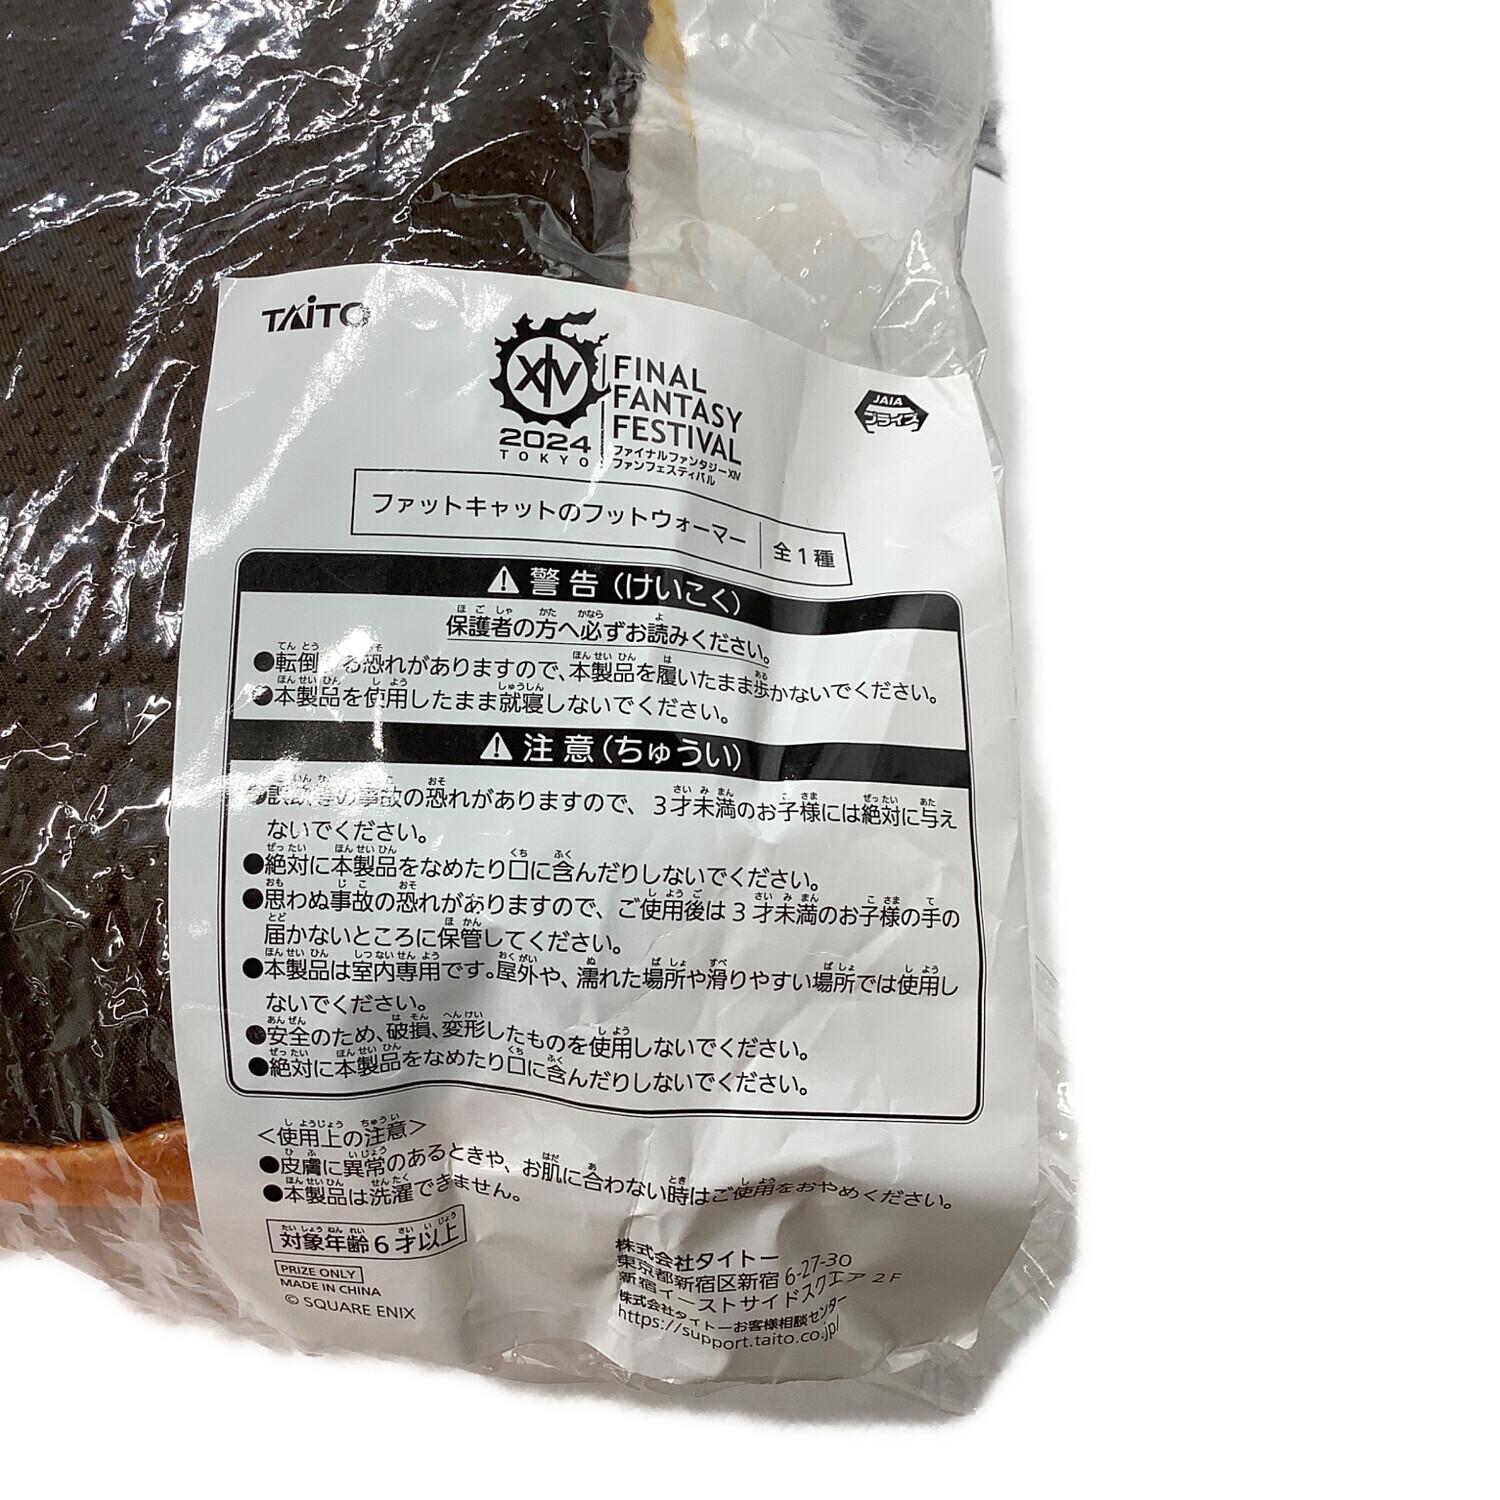 TAITO
XIV
2024
TOKYO
FINAL
FANTASY
FESTIVAL
ファイナルファンタジーXIV
ファンフェスティバル
JAIA
プライズ
ファットキャットのフットウォーマー 全1種
警告(けいこく)
保護者の方へ必ずお読みください。
●転倒 る恐れがありますので、本製品を履いたまま歩かないでください。
●本製品を使用したまま就寝しないでください。
注意(ちゅうい)
の事故の恐れがありますので、3才未満のお子様には絶対に与え
ないでください。
●絶対に本製品をなめたり口に含んだりしないでください。
●思わぬ事故の恐れがありますので、ご使用後は3才未満のお子様の手の
届かないところに保管してください。
●本製品は室内専用です。屋外や、濡れた場所や滑りやすい場所では使用し
ないでください。
●安全のため、破損、変形したものを使用しないでください。
●絶対に本製品をなめたり口に含んだりしないでください。
<使用上の注意>
●皮膚に異常のあるときや、お肌に合わない時はご使用をおやめください。
●本製品は洗濯できません。
対象年齢6才以上
PRIZE ONLY
MADE IN CHINA
© SQUARE ENIX
株式会社タイトー
東京都新宿区新宿 6-27-30
新宿イーストサイドスクエア 2F
株式会社タイトーお客様相談センター
https://support.taito.co.jp/